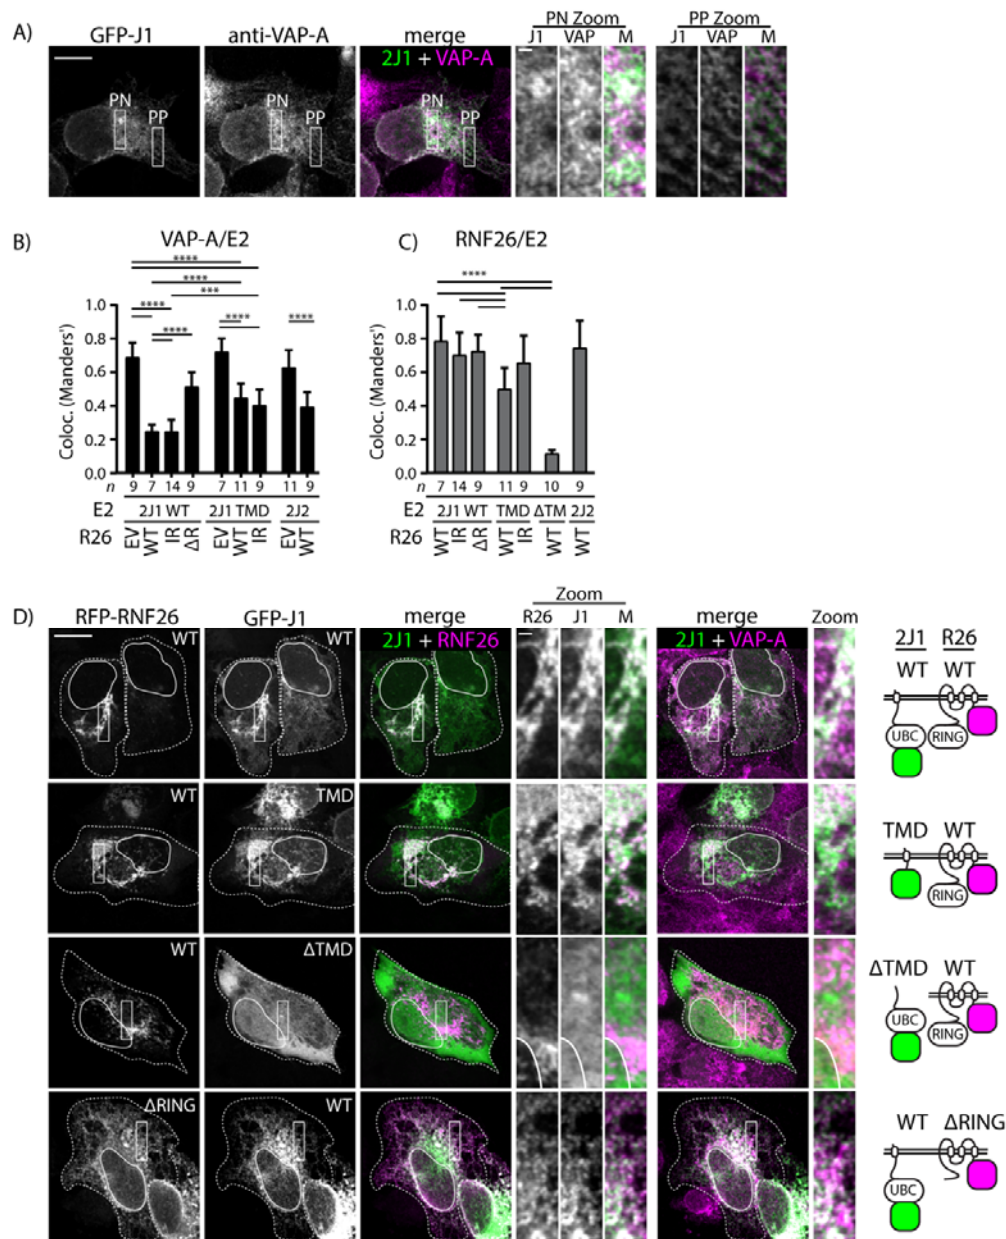 A)
GFP-J1 anti-VAP-A merge PN Zoom PP Zoom
J1 VAP M J1 VAP M
2J1 + VAP-A
PN PN PN
PP PP PP
B) VAP-A/E2
**** 
****
***
**** **** ****
****
Coloc. (Manders')
1.0
0.8
0.6
0.4
0.2
0.0
n 9 7 14 9 7 11 9 11 9
E2 2J1 WT 2J1 TMD 2J2
R26 EV WT IR ΔR EV WT IR EV WT
C) RNF26/E2
****
Coloc. (Manders')
1.0
0.8
0.6
0.4
0.2
0.0
7 14 9 11 9 10 9
E2 2J1 WT TMD ΔTM 2J2
R26 WT IR ΔR WT IR WT WT
D)
Zoom
RFP-RNF26 GFP-J1 merge R26 J1 M merge Zoom
2J1 R26
WT WT 2J1 + RNF26 2J1 + VAP-A WT WT
UBC RING
WT TMD TMD WT
RING
WT ΔTMD ΔTMD WT
UBC RING
ΔRING WT WT ΔRING
UBC